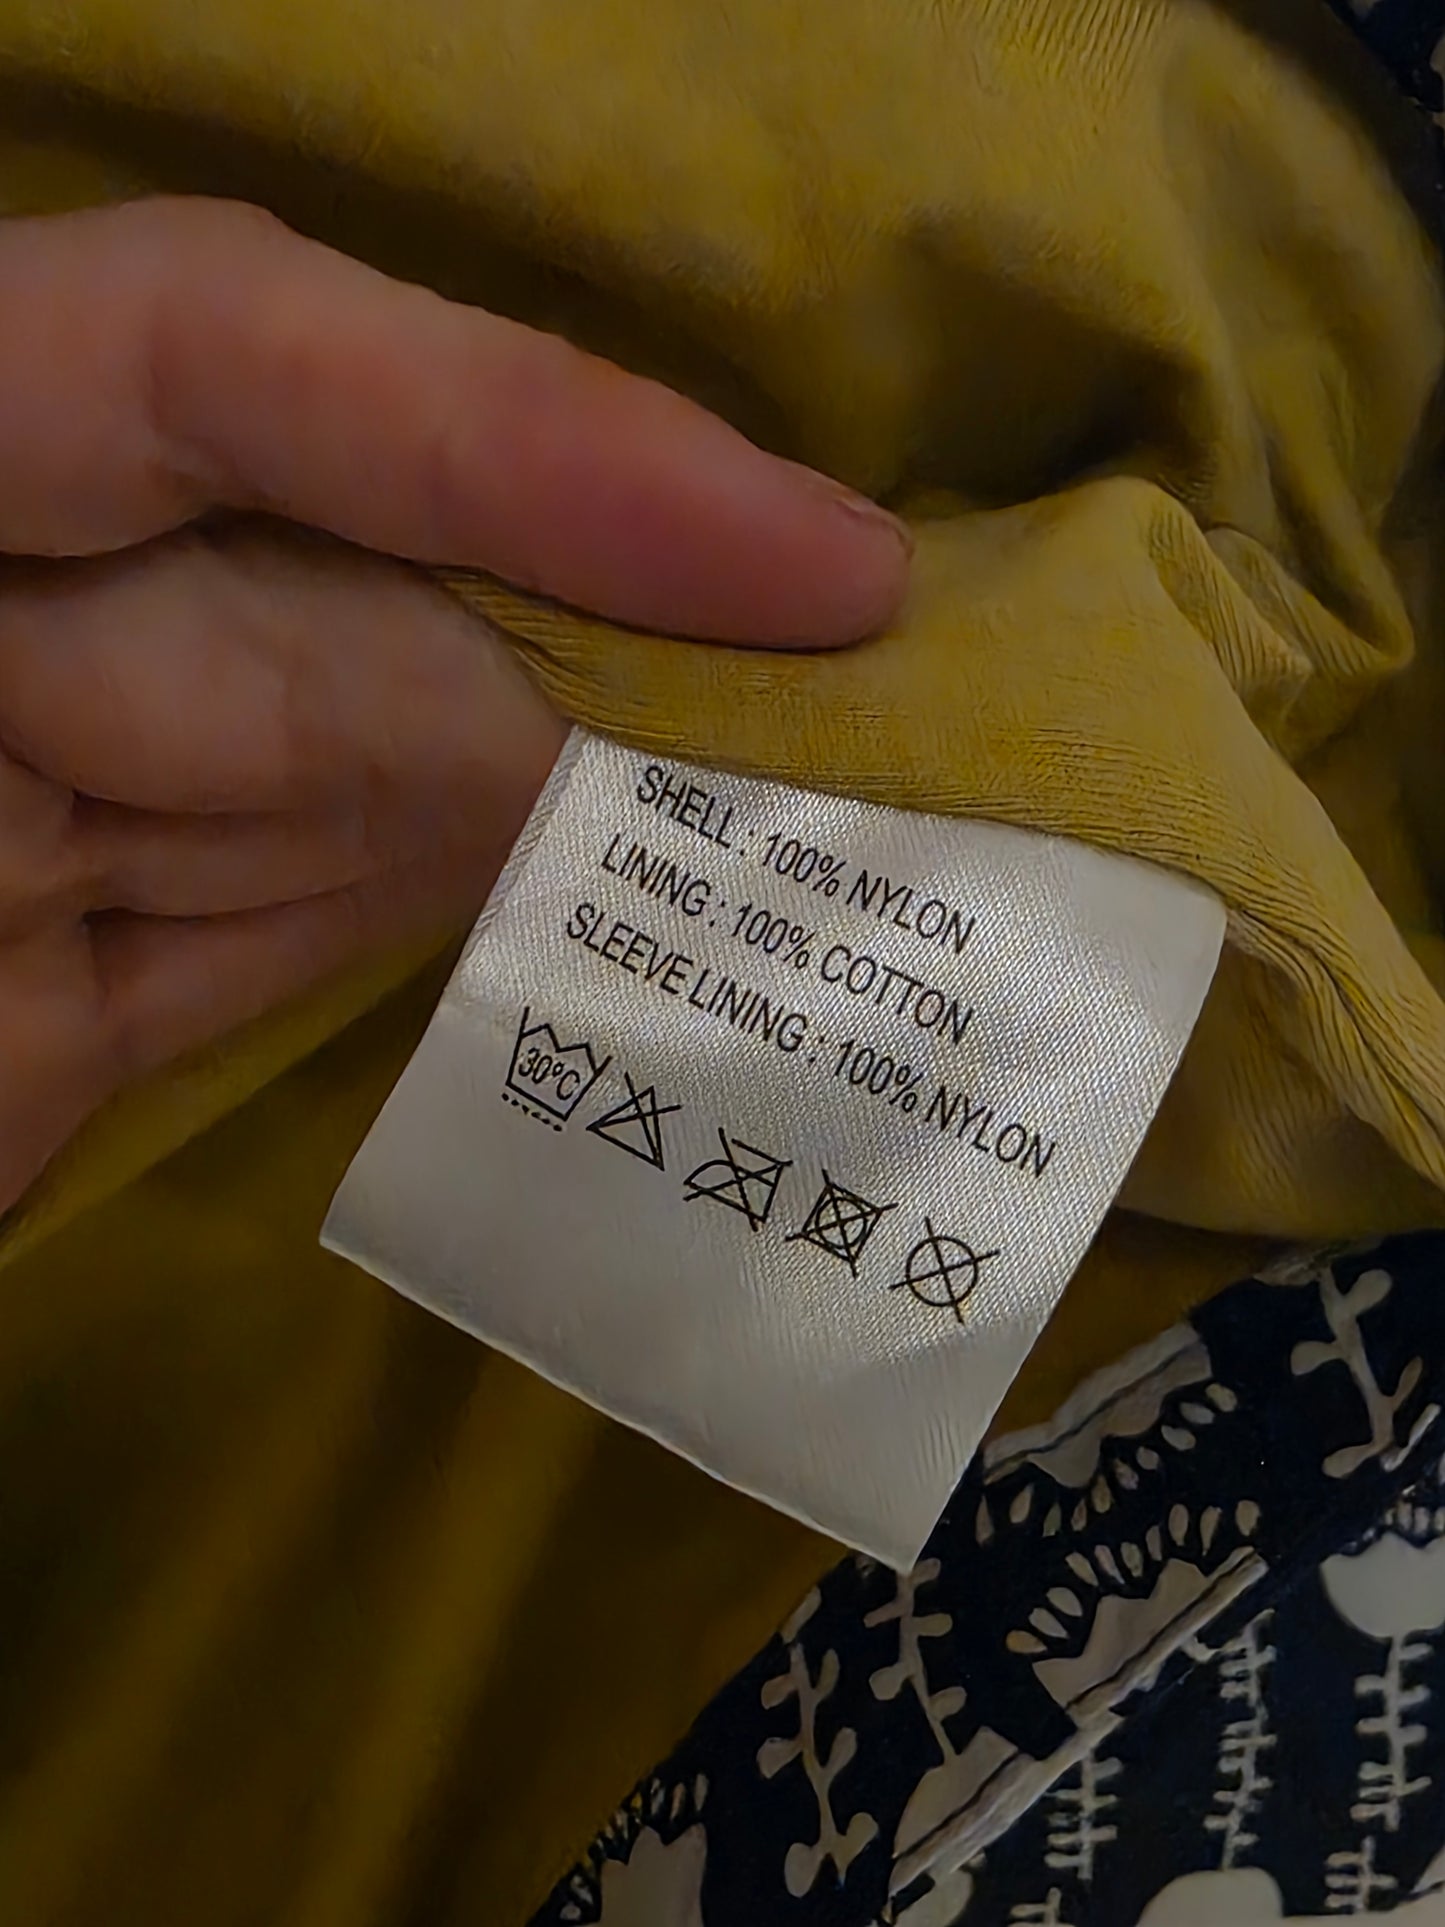 SHELL : 100% NYLON
LINING : 100% COTTON
SLEEVE LINING : 100% NYLON
30°C